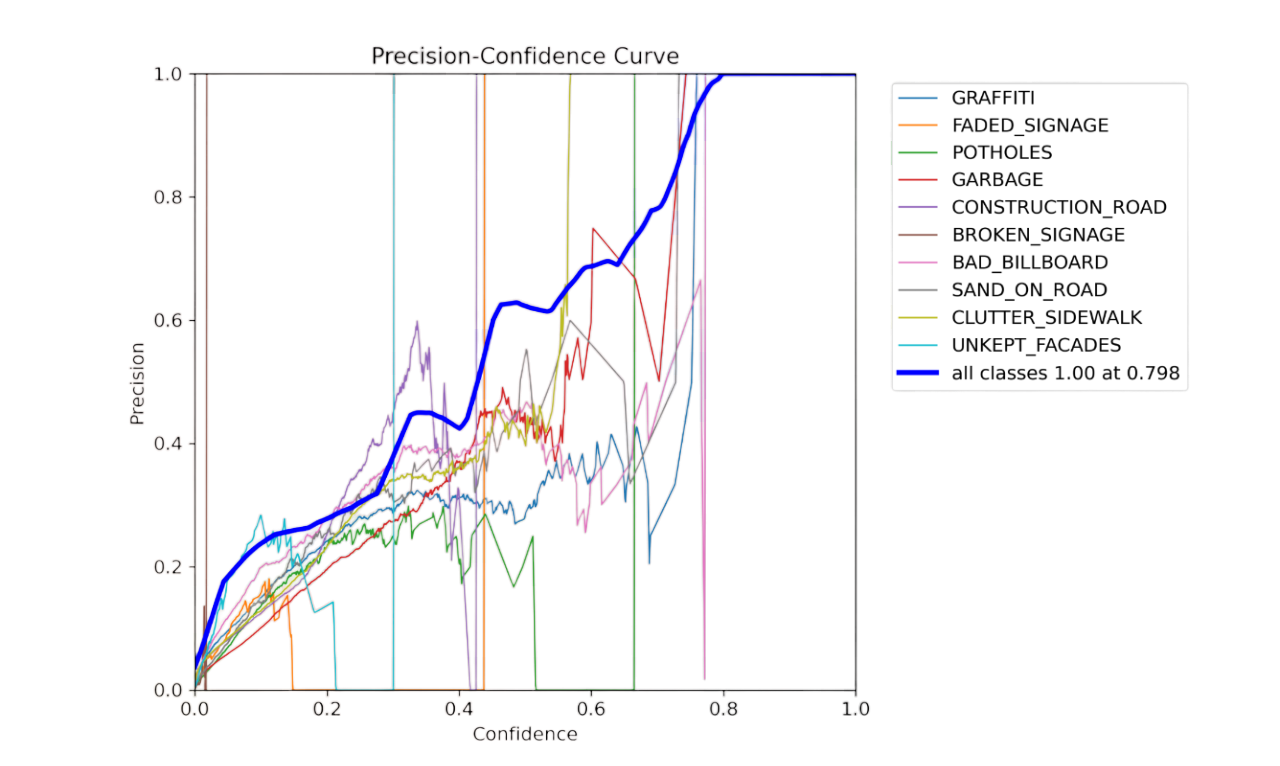 Precision-Confidence Curve
1.0
0.8
0.6
0.4
0.2
0.0
Precision
0.0 0.2 0.4 0.6 0.8 1.0
Confidence
GRAFFITI
FADED_SIGNAGE
POTHOLES
GARBAGE
CONSTRUCTION_ROAD
BROKEN_SIGNAGE
BAD_BILLBOARD
SAND_ON_ROAD
CLUTTER_SIDEWALK
UNKEPT_FACADES
all classes 1.00 at 0.798